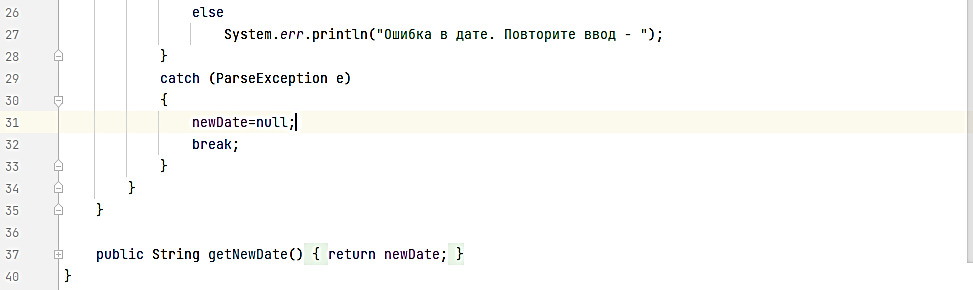 26 else
27 System.err.println("Ошибка в дате. Повторите ввод - ");
28 }
29 catch (ParseException e)
30 {
31 newDate=null;
32 break;
33 }
34 }
35 }
36
37 public String getNewDate() { return newDate; }
40 }